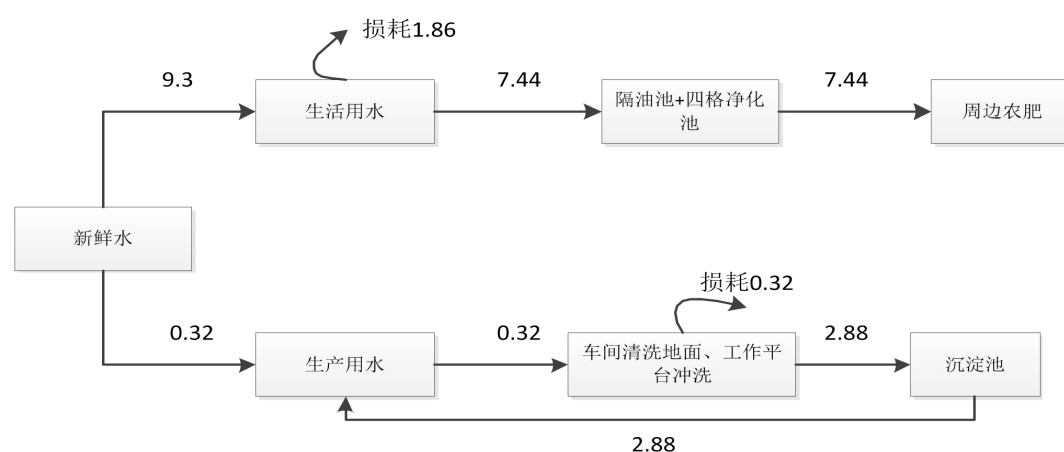 损耗1.86
9.3
7.44
7.44
生活用水
隔油池+四格净化
池
周边农肥
新鲜水
损耗0.32
0.32
0.32
2.88
生产用水
车间清洗地面、工作平
台冲洗
沉淀池
2.88